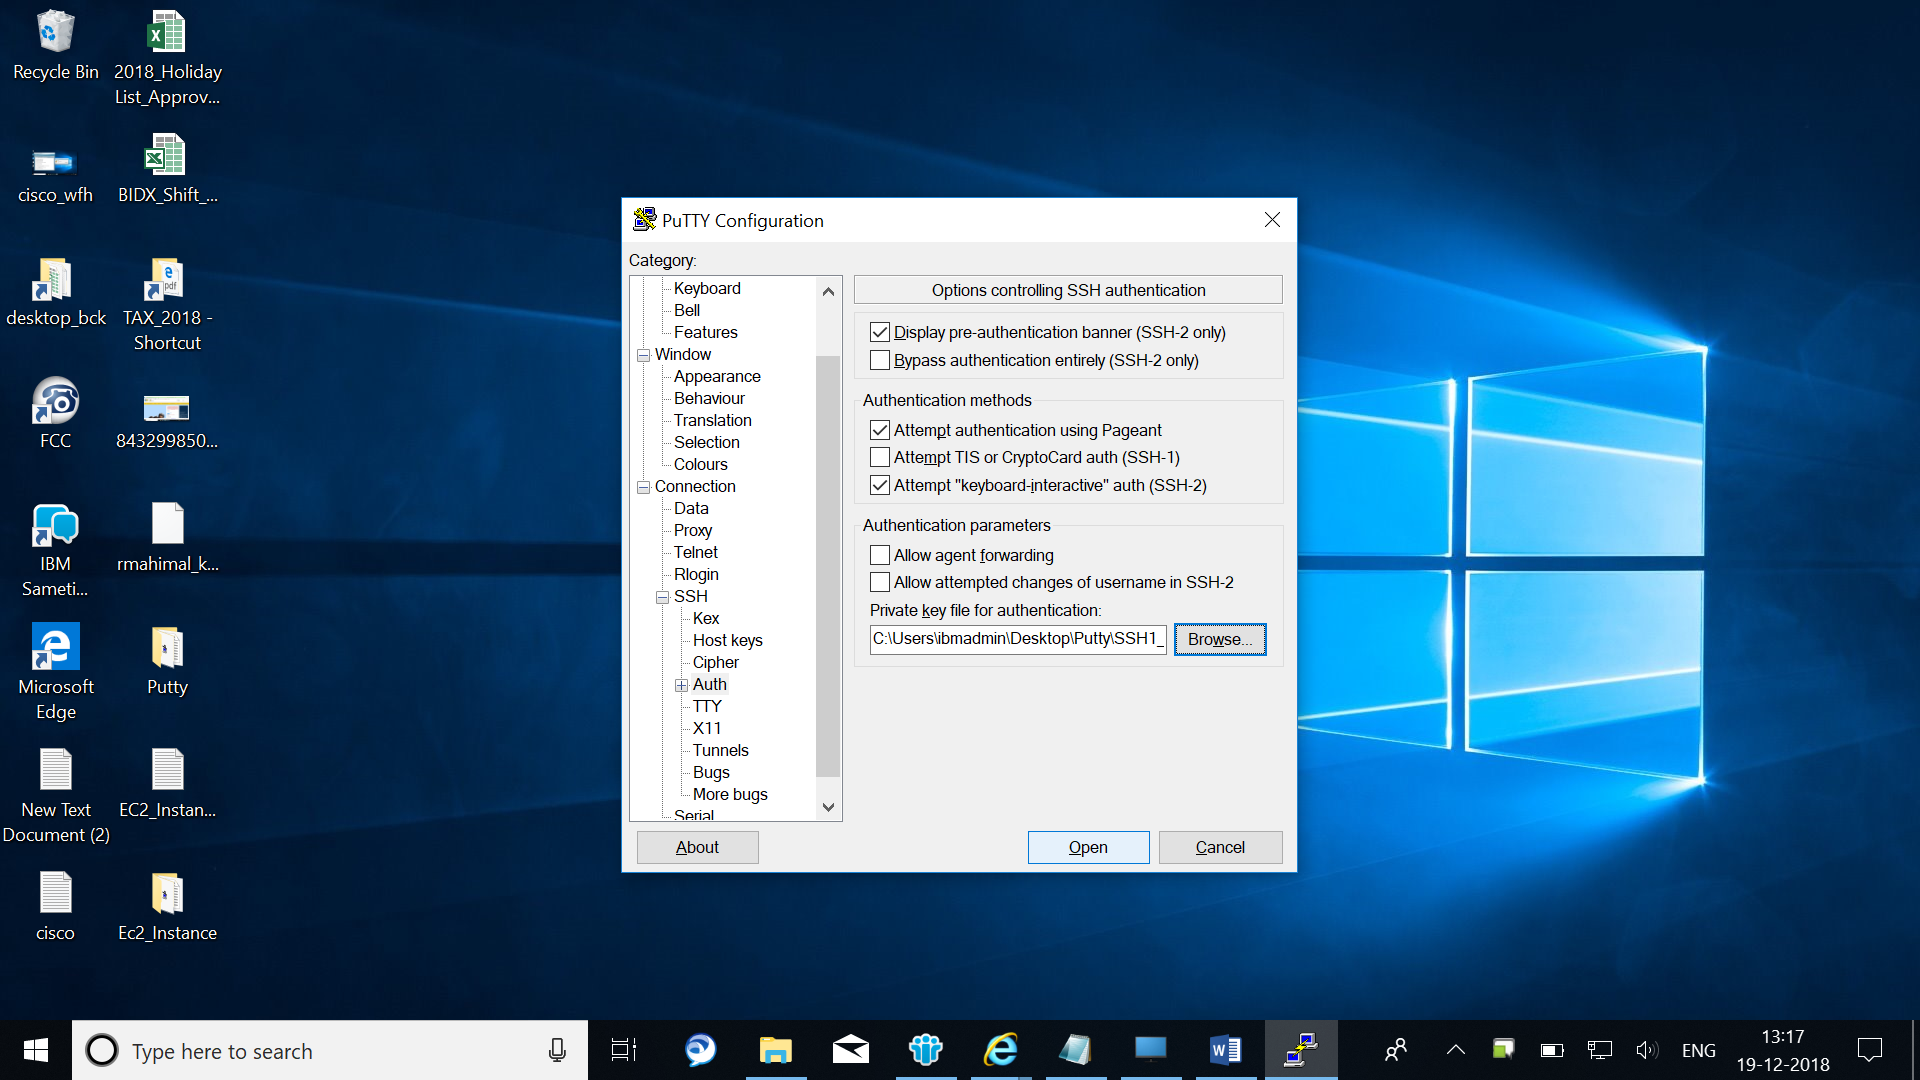 Recycle Bin
2018_Holiday
List_Approv...
cisco_wfh
BIDX_Shift_...
desktop_bck
TAX_2018 -
Shortcut
FCC
843299850...
IBM
Sameti...
rmahimal_k...
Microsoft
Edge
Putty
New Text
Document (2)
EC2_Instan...
cisco
Ec2_Instance
PuTTY Configuration
Category:
Keyboard
Bell
Features
Window
Appearance
Behaviour
Translation
Selection
Colours
Connection
Data
Proxy
Telnet
Rlogin
SSH
Kex
Host keys
Cipher
Auth
TTY
X11
Tunnels
Bugs
More bugs
Serial
Options controlling SSH authentication
Display pre-authentication banner (SSH-2 only)
Bypass authentication entirely (SSH-2 only)
Authentication methods
Attempt authentication using Pageant
Attempt TIS or CryptoCard auth (SSH-1)
Attempt "keyboard-interactive" auth (SSH-2)
Authentication parameters
Allow agent forwarding
Allow attempted changes of username in SSH-2
Private key file for authentication:
C:\Users\ibmadmin\Desktop\Putty\SSH1_
Browse...
About
Open
Cancel
Type here to search
ENG
13:17
19-12-2018